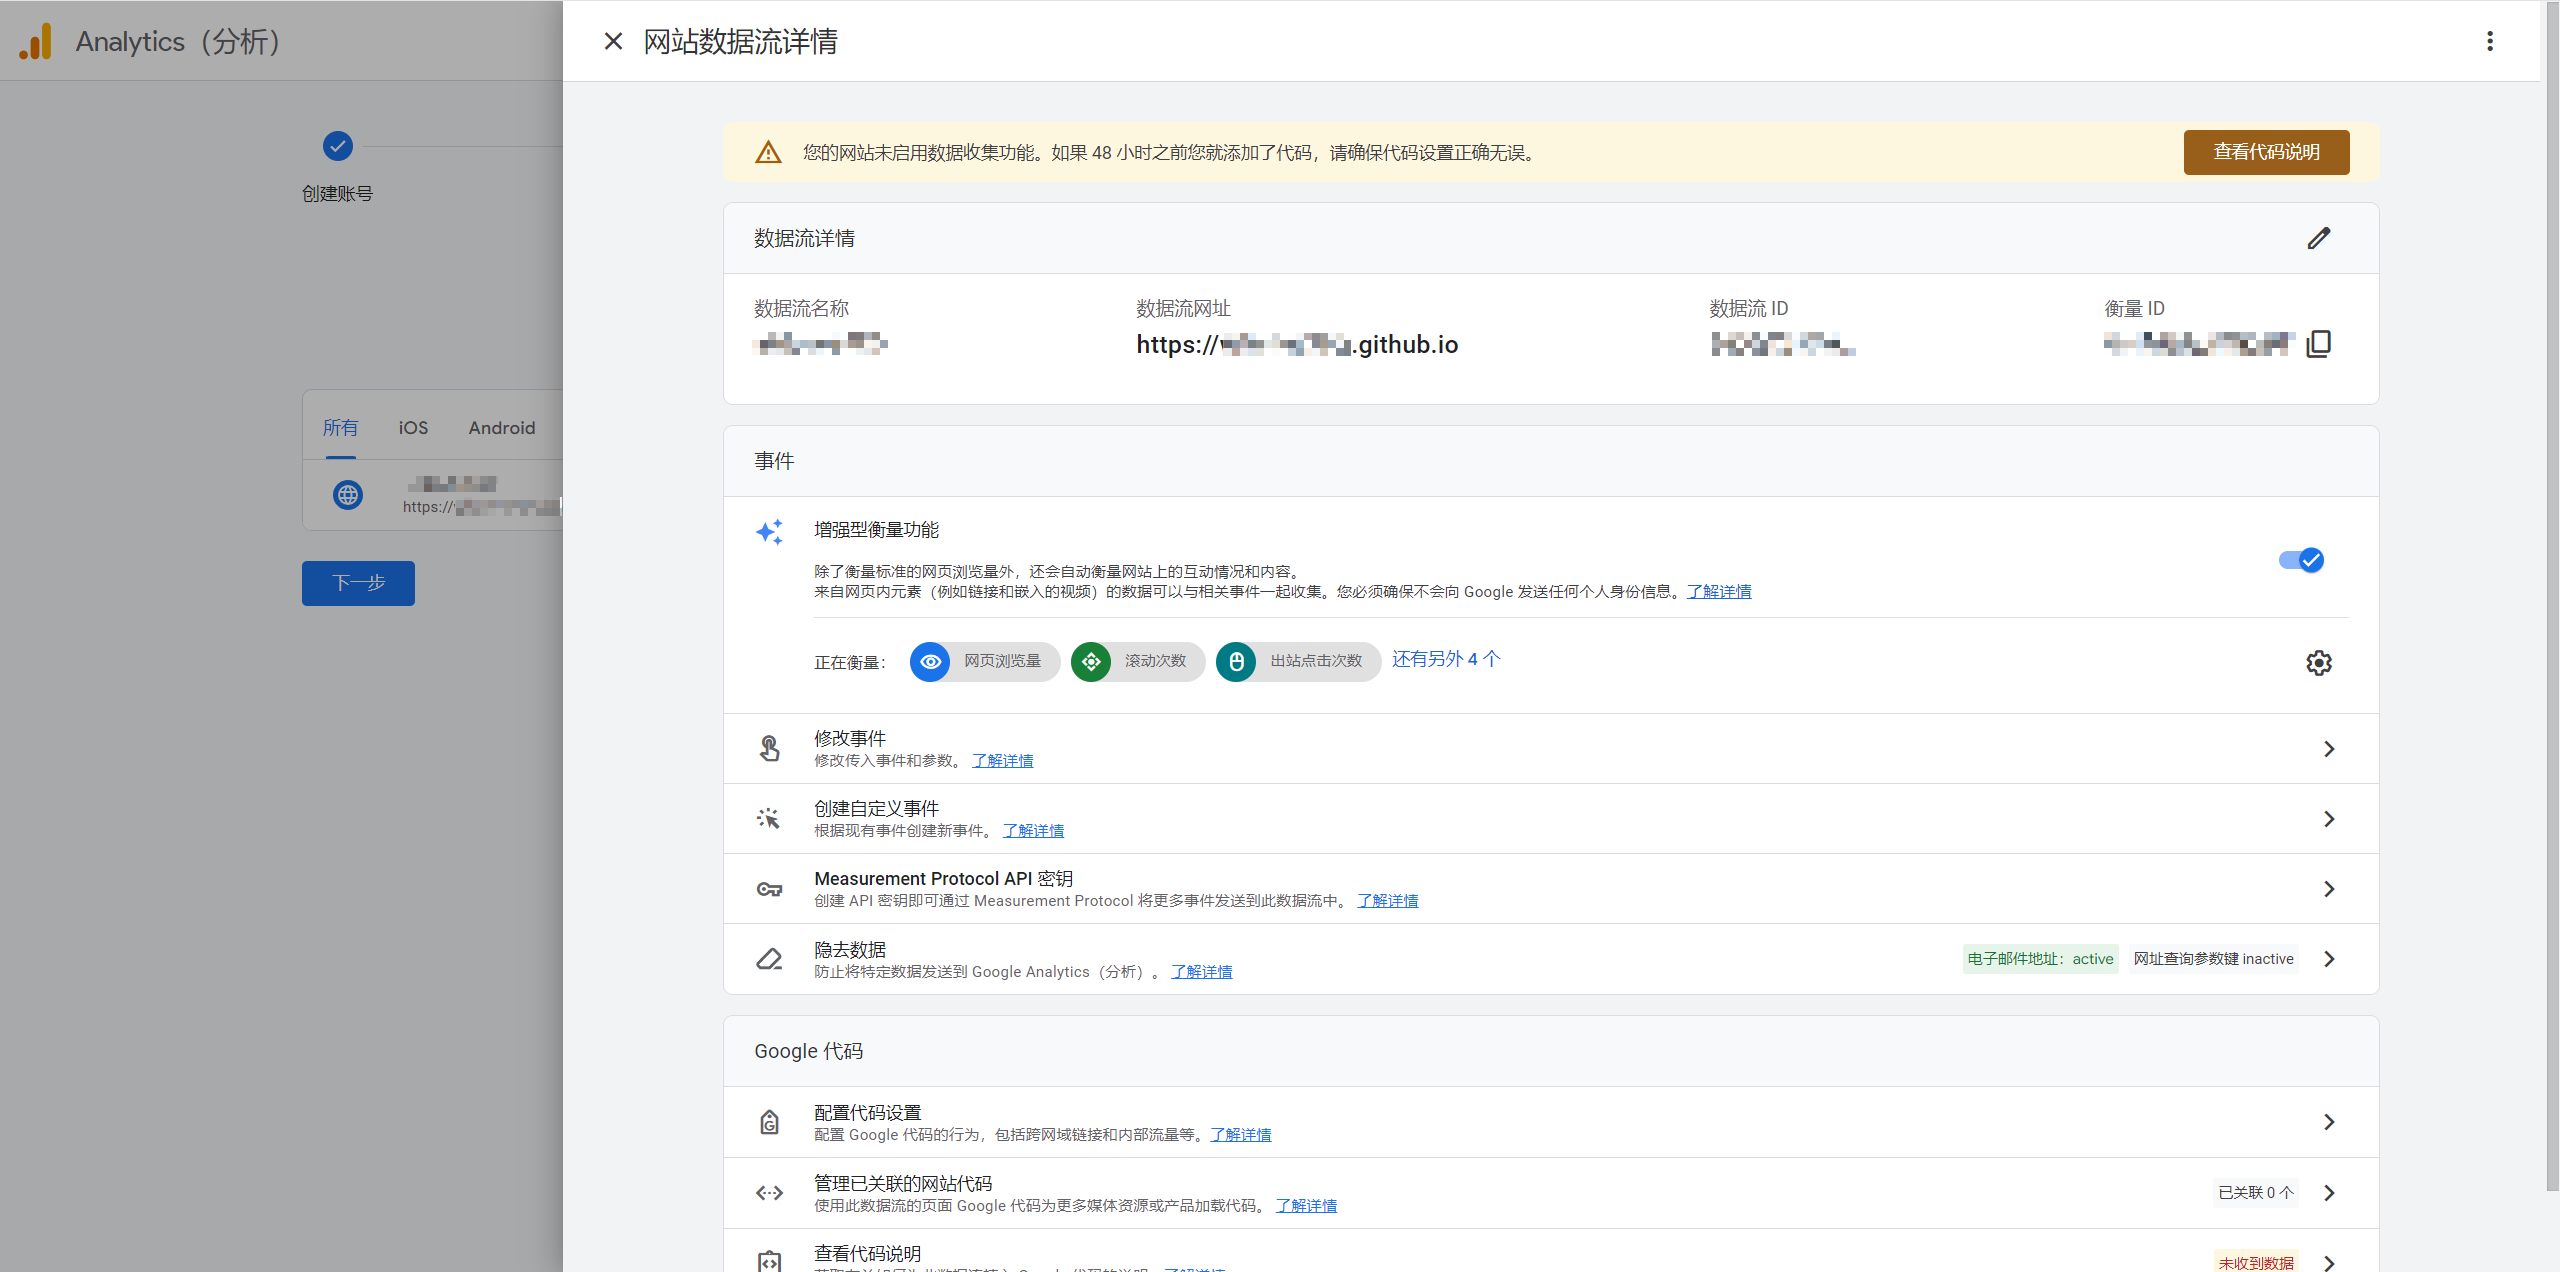 Analytics（分析）
创建账号
所有 iOS Android
https://
下一步
网站数据流详情
您的网站未启用数据收集功能。如果 48 小时之前您就添加了代码，请确保代码设置正确无误。
查看代码说明
数据流详情
数据流名称 数据流网址 数据流 ID 衡量 ID
https:// .github.io
事件
增强型衡量功能
除了衡量标准的网页浏览量外，还会自动衡量网站上的互动情况和内容。
来自网页内元素（例如链接和嵌入的视频）的数据可以与相关事件一起收集。您必须确保不会向 Google 发送任何个人身份信息。了解详情
正在衡量： 网页浏览量 滚动次数 出站点击次数 还有另外 4 个
修改事件
修改传入事件和参数。 了解详情
创建自定义事件
根据现有事件创建新事件。 了解详情
Measurement Protocol API 密钥
创建 API 密钥即可通过 Measurement Protocol 将更多事件发送到此数据流中。 了解详情
隐去数据
防止将特定数据发送到 Google Analytics（分析）。 了解详情
电子邮件地址：active 网址查询参数键 inactive
Google 代码
配置代码设置
配置 Google 代码的行为，包括跨网域链接和内部流量等。了解详情
管理已关联的网站代码
使用此数据流的页面 Google 代码为更多媒体资源或产品加载代码。 了解详情
已关联 0 个
查看代码说明
未收到数据